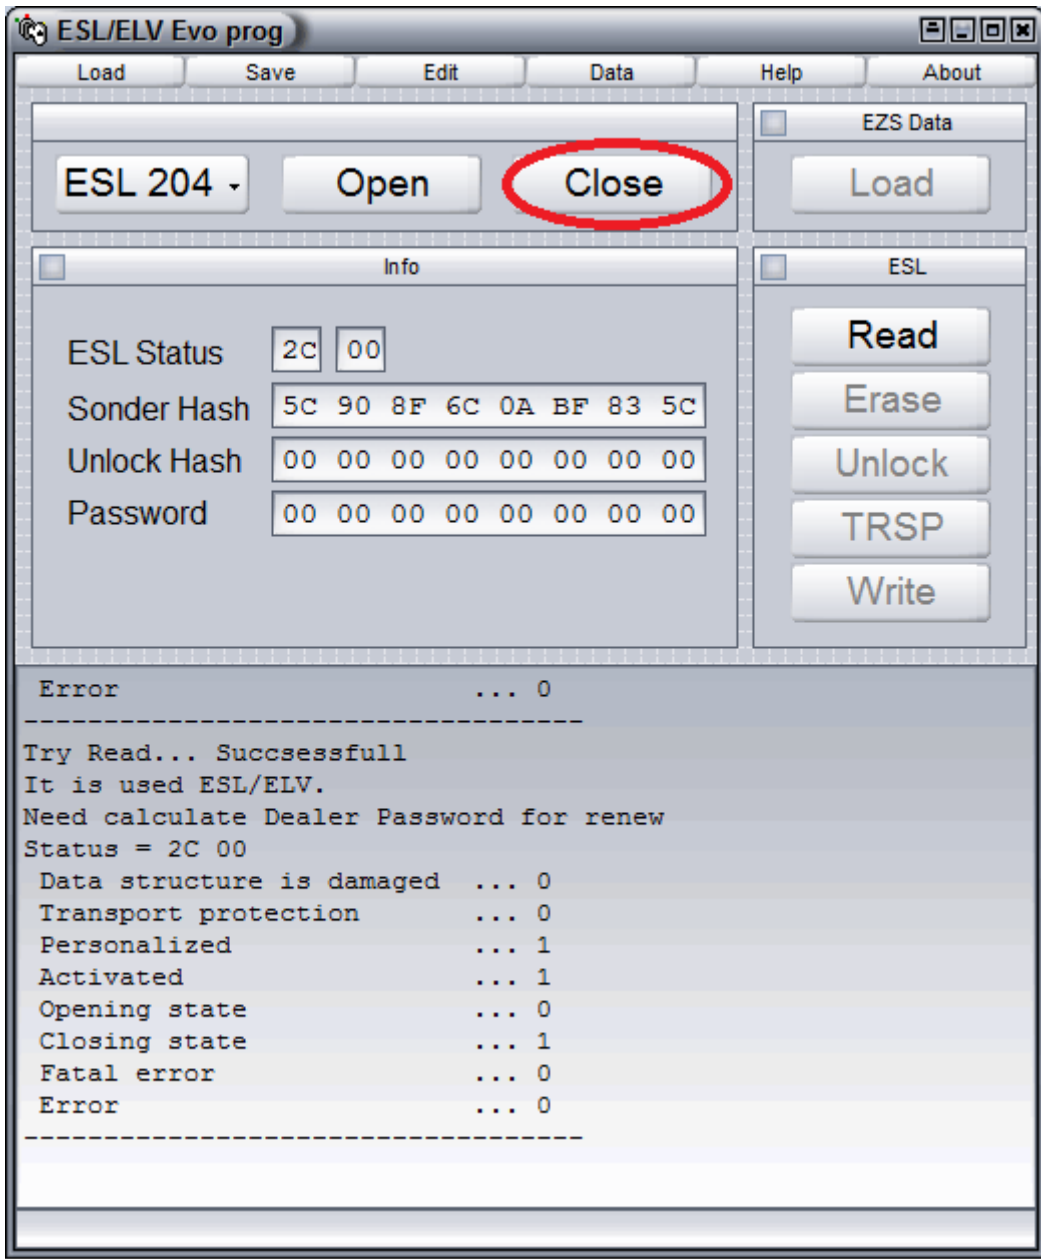 ESL/ELV Evo prog
Load Save Edit Data Help About
EZS Data
ESL 204 Open Close Load
Info ESL
ESL Status 2C 00
Sonder Hash 5C 90 8F 6C 0A BF 83 5C
Unlock Hash 00 00 00 00 00 00 00 00
Password 00 00 00 00 00 00 00 00
Read
Erase
Unlock
TRSP
Write
Error ... 0
-----------------------------------
Try Read... Succsessfull
It is used ESL/ELV.
Need calculate Dealer Password for renew
Status = 2C 00
Data structure is damaged ... 0
Transport protection ... 0
Personalized ... 1
Activated ... 1
Opening state ... 0
Closing state ... 1
Fatal error ... 0
Error ... 0
-----------------------------------